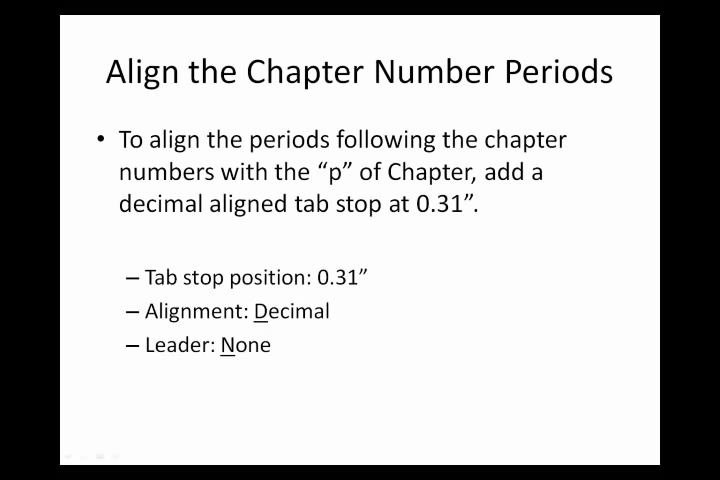 Align the Chapter Number Periods
• To align the periods following the chapter
numbers with the “p” of Chapter, add a
decimal aligned tab stop at 0.31”.
– Tab stop position: 0.31”
– Alignment: Decimal
– Leader: None